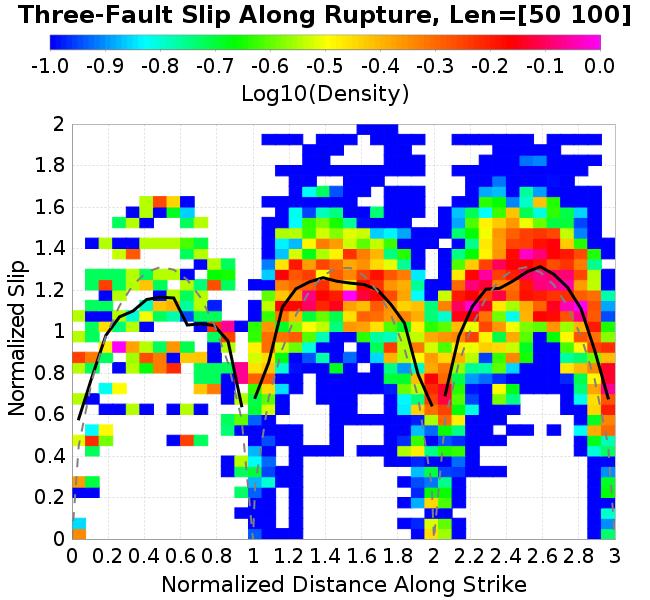 Three-Fault Slip Along Rupture, Len=[50 100]
-1.0 -0.9 -0.8 -0.7 -0.6 -0.5 -0.4 -0.3 -0.2 -0.1 0.0
Log10(Density)
2
1.8
1.6
1.4
1.2
1
0.8
0.6
0.4
0.2
0
Normalized Slip
0 0.2 0.4 0.6 0.8 1 1.2 1.4 1.6 1.8 2 2.2 2.4 2.6 2.8 3
Normalized Distance Along Strike